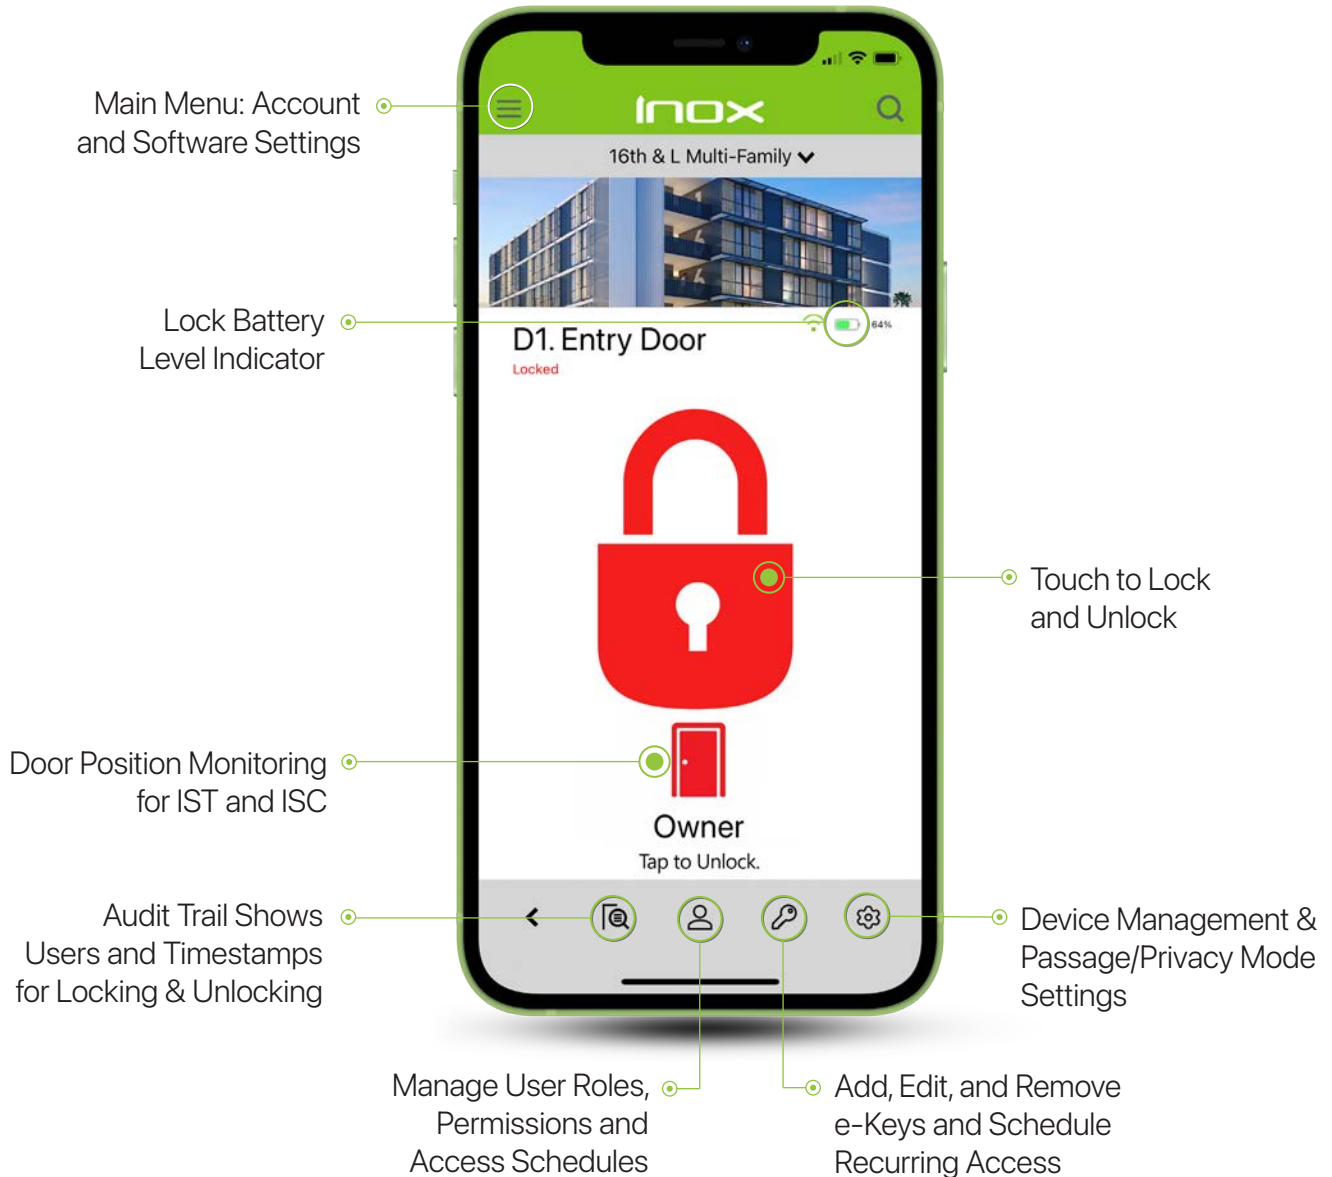 Main Menu: Account
and Software Settings
INOX
16th & L Multi-Family
Lock Battery
Level Indicator
64%
D1. Entry Door
Locked
Touch to Lock
and Unlock
Door Position Monitoring
for IST and ISC
Owner
Tap to Unlock.
Audit Trail Shows
Users and Timestamps
for Locking & Unlocking
Device Management &
Passage/Privacy Mode
Settings
Manage User Roles,
Permissions and
Access Schedules
Add, Edit, and Remove
e-Keys and Schedule
Recurring Access